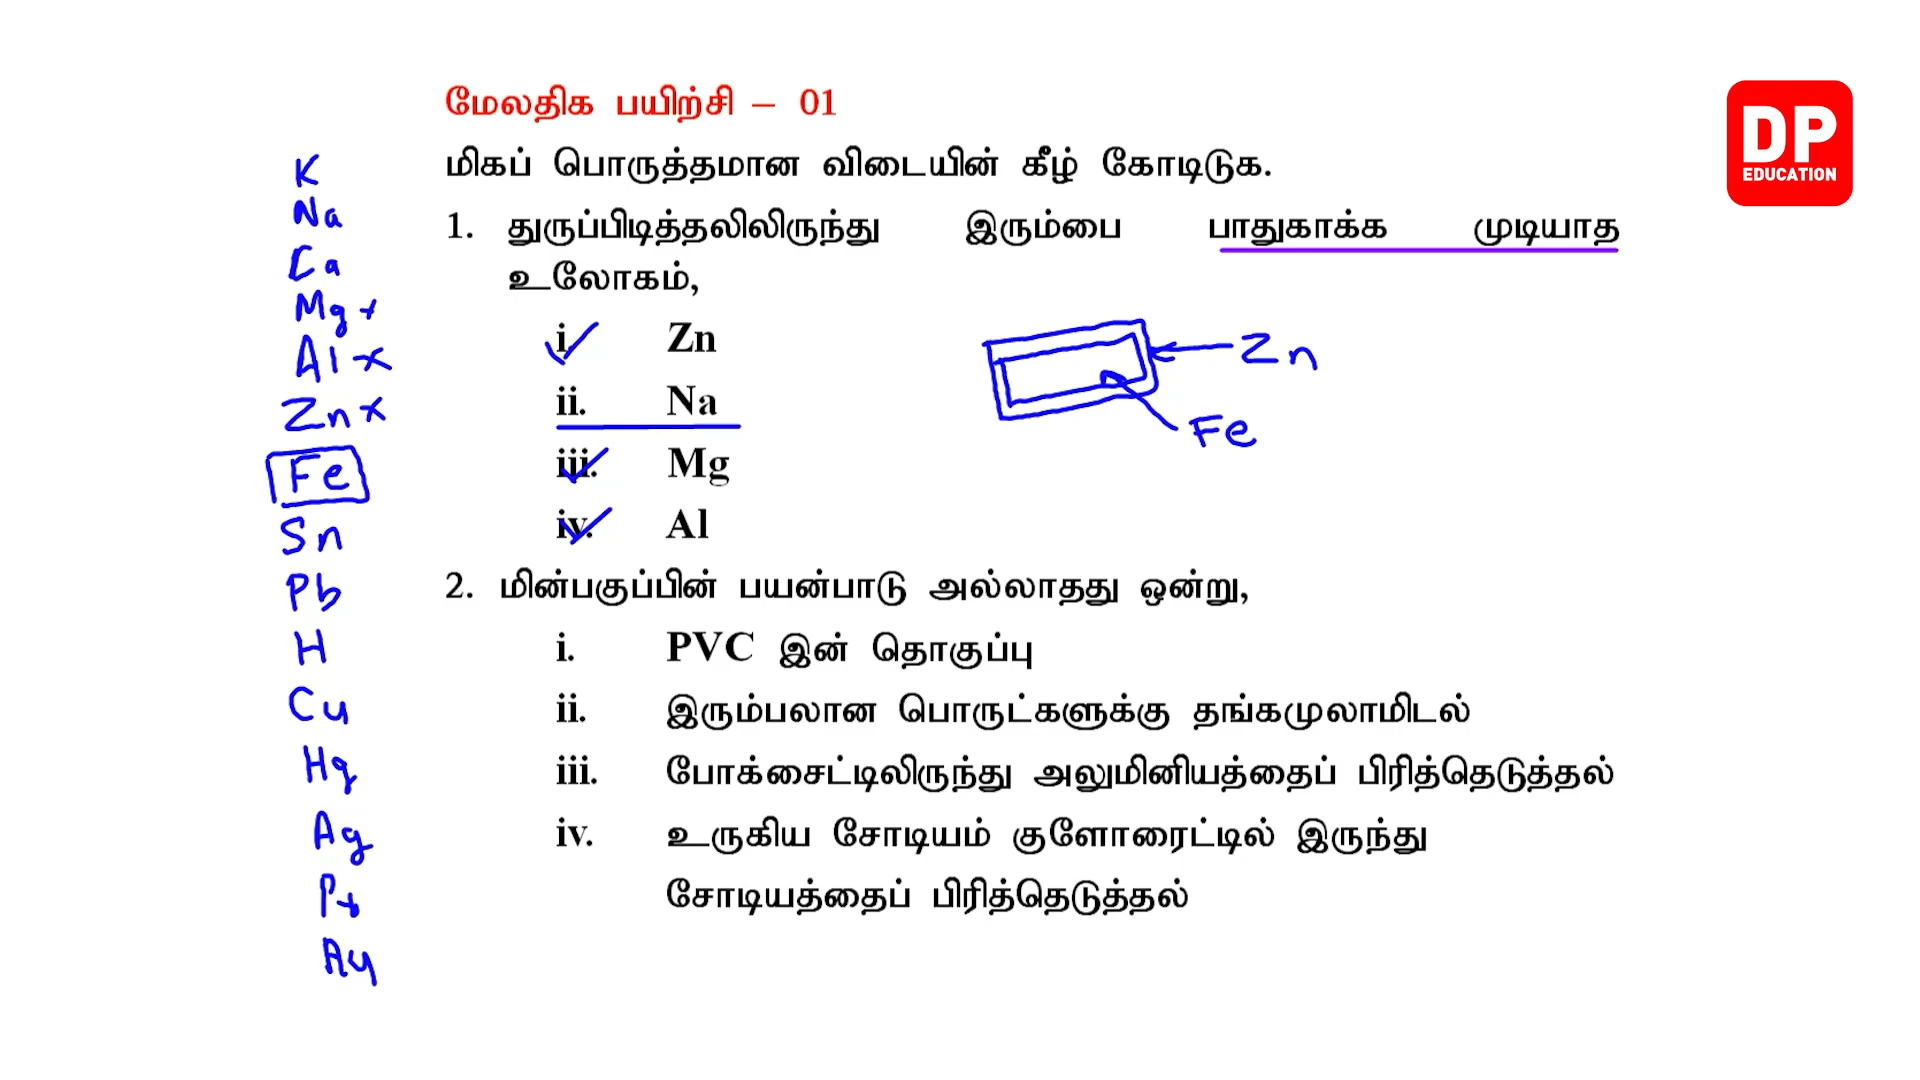 மேலதிக பயிற்சி – 01
DP
EDUCATION
மிகப் பொருத்தமான விடையின் கீழ் கோடிடுக.
1. துருப்பிடித்தலிலிருந்து இரும்பை பாதுகாக்க முடியாத
உலோகம்,
i. Zn
ii. Na
iii. Mg
iv. Al
Zn
Fe
2. மின்பகுப்பின் பயன்பாடு அல்லாதது ஒன்று,
i. PVC இன் தொகுப்பு
ii. இரும்பலான பொருட்களுக்கு தங்கமுலாமிடல்
iii. போக்சைட்டிலிருந்து அலுமினியத்தைப் பிரித்தெடுத்தல்
iv. உருகிய சோடியம் குளோரைட்டில் இருந்து
சோடியத்தைப் பிரித்தெடுத்தல்
K
Na
Ca
Mg +
Al x
Zn x
Fe
Sn
Pb
H
Cu
Hg
Ag
Pt
Au